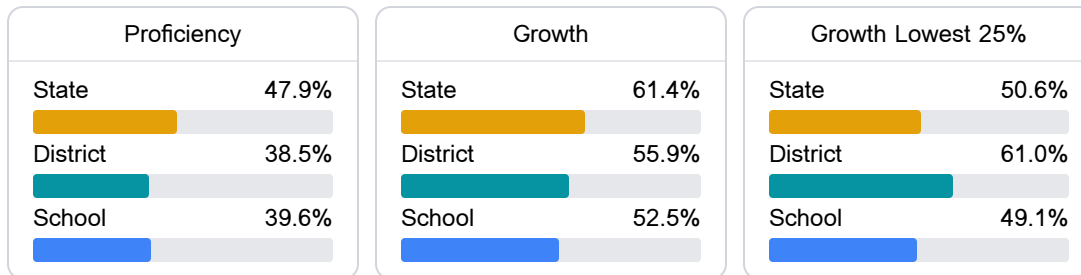 Proficiency
State 47.9%
District 38.5%
School 39.6%
Growth
State 61.4%
District 55.9%
School 52.5%
Growth Lowest 25%
State 50.6%
District 61.0%
School 49.1%